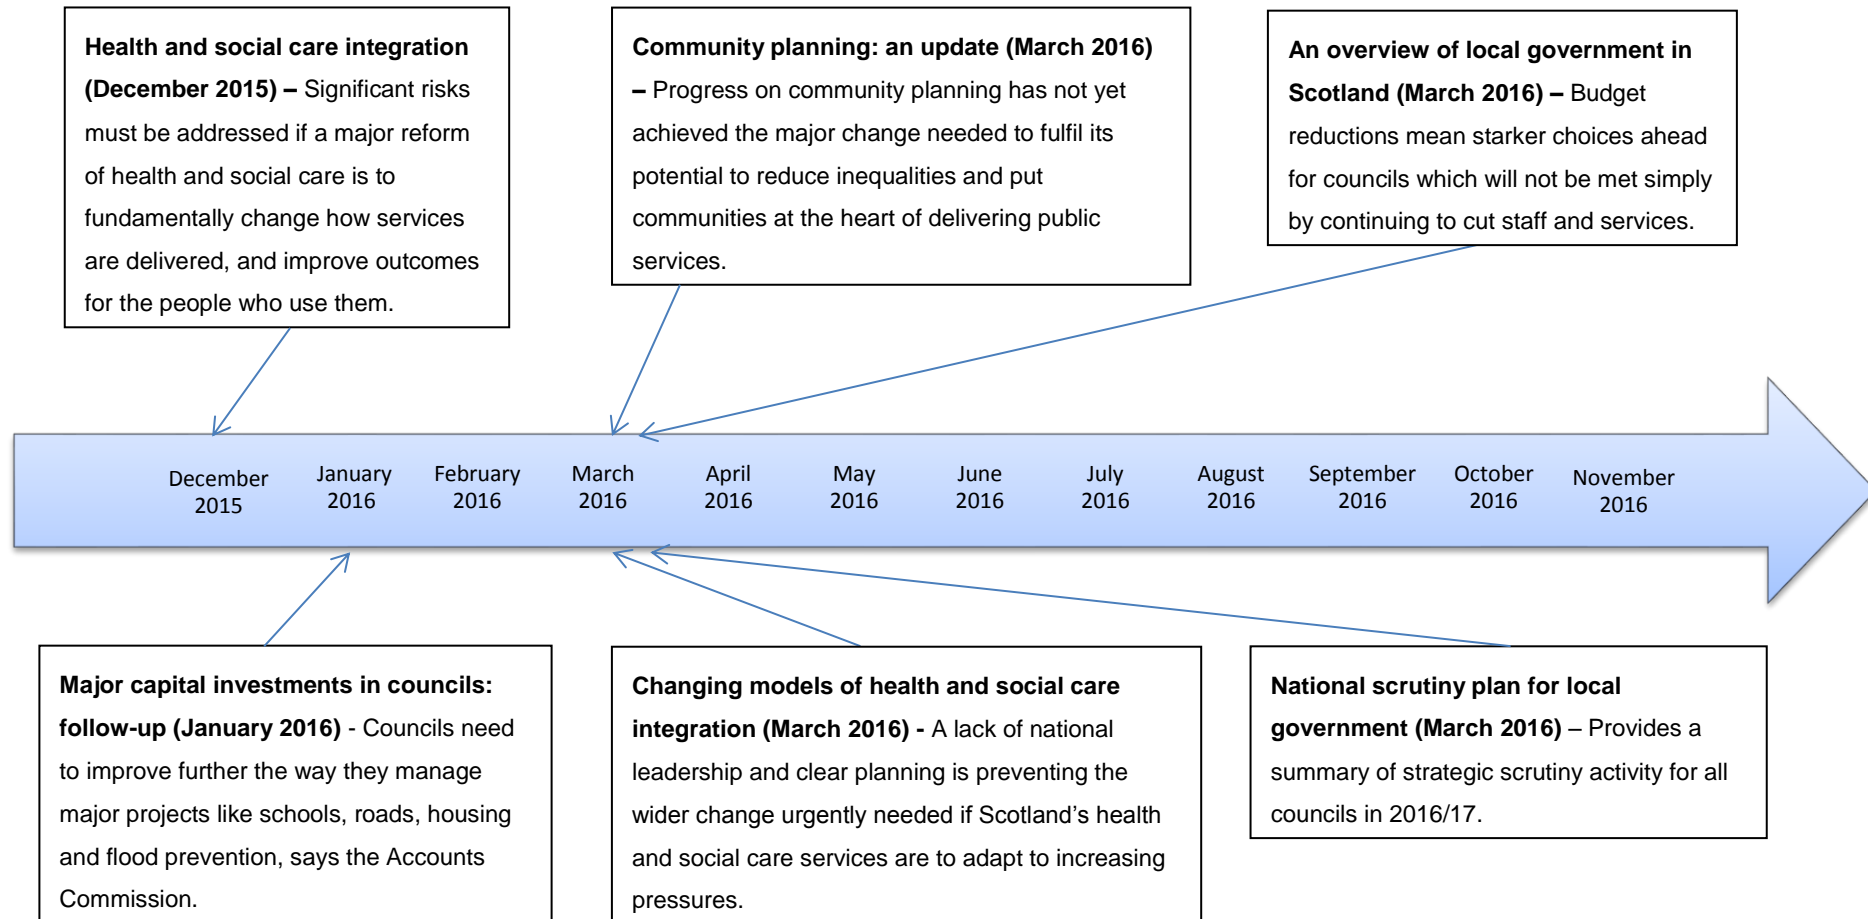 Health and social care integration
(December 2015) – Significant risks
must be addressed if a major reform
of health and social care is to
fundamentally change how services
are delivered, and improve outcomes
for the people who use them.
Community planning: an update (March 2016)
– Progress on community planning has not yet
achieved the major change needed to fulfil its
potential to reduce inequalities and put
communities at the heart of delivering public
services.
An overview of local government in
Scotland (March 2016) – Budget
reductions mean starker choices ahead
for councils which will not be met simply
by continuing to cut staff and services.
December
2015
January
2016
February
2016
March
2016
April
2016
May
2016
June
2016
July
2016
August
2016
September
2016
October
2016
November
2016
Major capital investments in councils:
follow-up (January 2016) - Councils need
to improve further the way they manage
major projects like schools, roads, housing
and flood prevention, says the Accounts
Commission.
Changing models of health and social care
integration (March 2016) - A lack of national
leadership and clear planning is preventing the
wider change urgently needed if Scotland’s health
and social care services are to adapt to increasing
pressures.
National scrutiny plan for local
government (March 2016) – Provides a
summary of strategic scrutiny activity for all
councils in 2016/17.